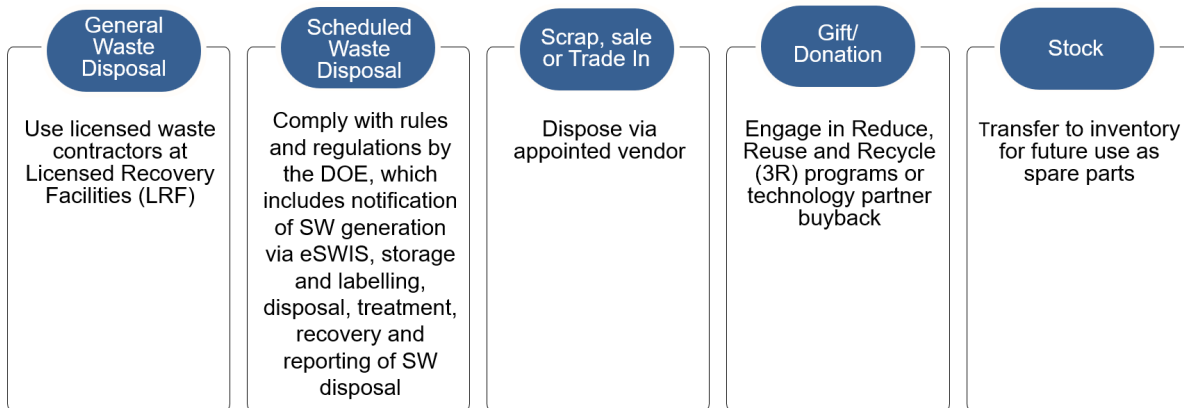 General
Waste
Disposal
Use licensed waste
contractors at
Licensed Recovery
Facilities (LRF)
Scheduled
Waste
Disposal
Comply with rules
and regulations by
the DOE, which
includes notification
of SW generation
via eSWIS, storage
and labelling,
disposal, treatment,
recovery and
reporting of SW
disposal
Scrap, sale
or Trade In
Dispose via
appointed vendor
Gift/
Donation
Engage in Reduce,
Reuse and Recycle
(3R) programs or
technology partner
buyback
Stock
Transfer to inventory
for future use as
spare parts